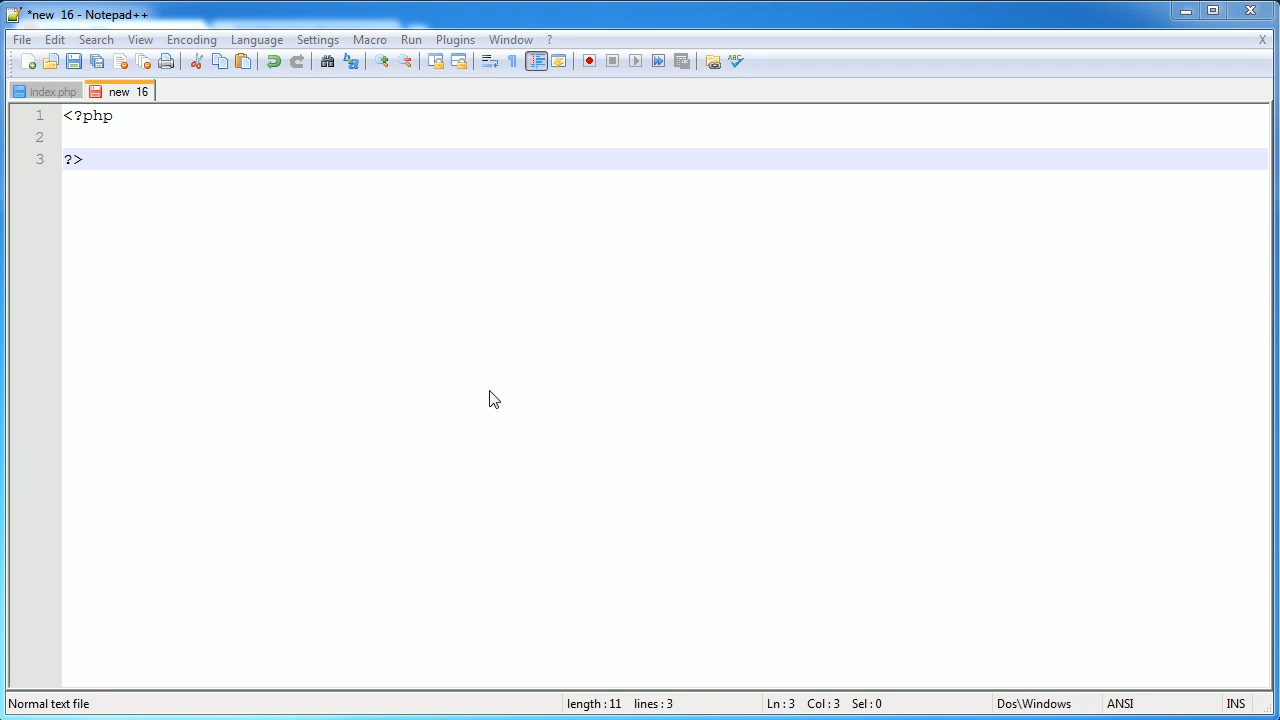 *new  16 - Notepad++
File Edit Search View Encoding Language Settings Macro Run Plugins Window ? X
ABC
index.php new  16
1 <?php
2
3 ?>
Normal text file length : 11 lines : 3 Ln : 3 Col : 3 Sel : 0 Dos\Windows ANSI INS